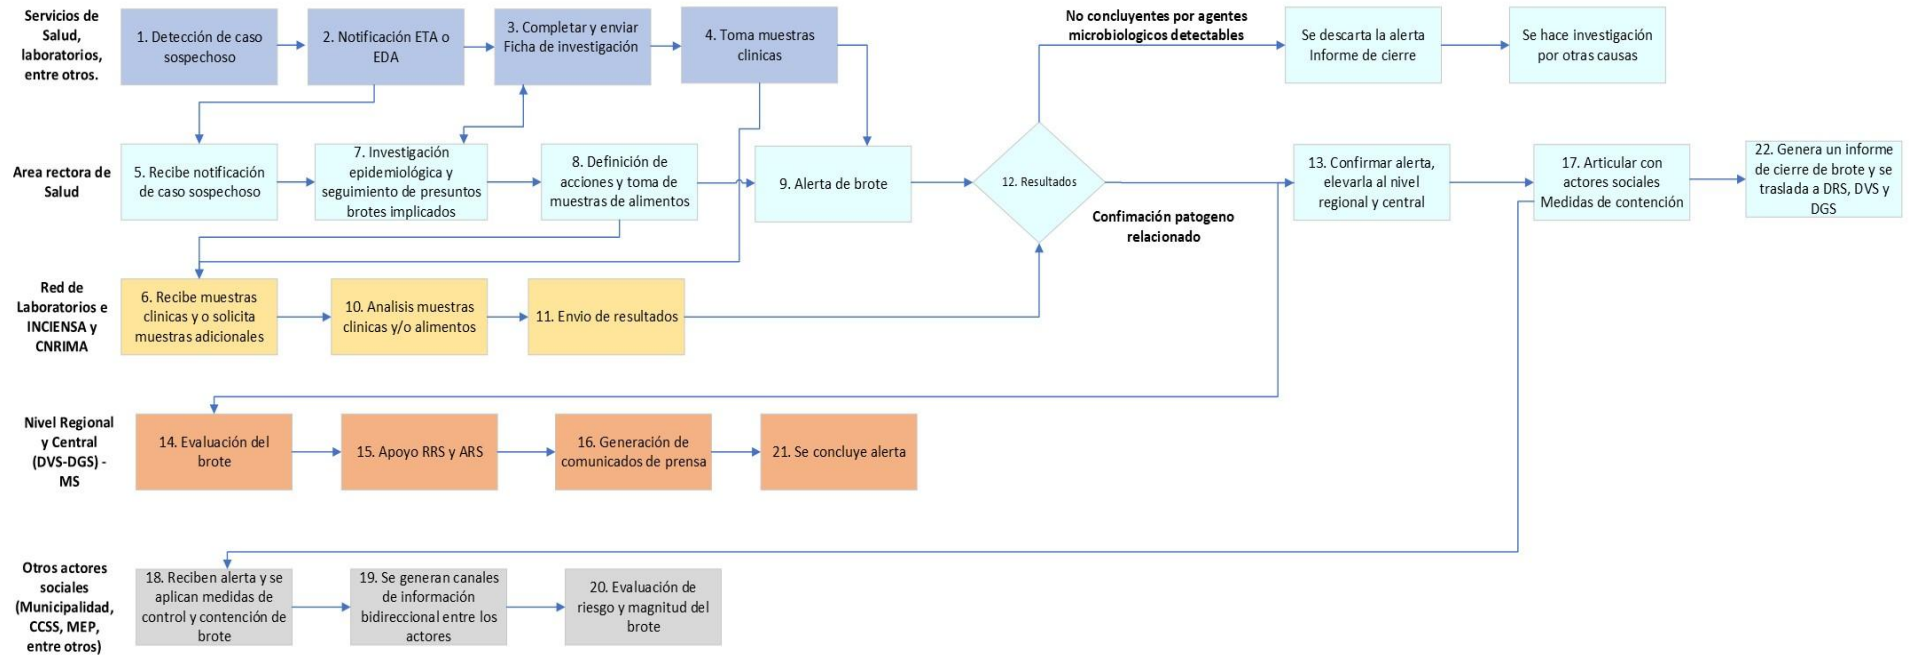 Servicios de
Salud,
laboratorios,
entre otros.
1. Detección de caso
sospechoso
2. Notificación ETA o
EDA
3. Completar y enviar
Ficha de investigación
4. Toma muestras
clinicas
No concluyentes por agentes
microbiologicos detectables
Se descarta la alerta
Informe de cierre
Se hace investigación
por otras causas
Area rectora de
Salud
5. Recibe notificación
de caso sospechoso
7. Investigación
epidemiológica y
seguimiento de presuntos
brotes implicados
8. Definición de
acciones y toma de
muestras de alimentos
9. Alerta de brote
12. Resultados
Confimación patogeno
relacionado
13. Confirmar alerta,
elevarla al nivel
regional y central
17. Articular con
actores sociales
Medidas de contención
22. Genera un informe
de cierre de brote y se
traslada a DRS, DVS y
DGS
Red de
Laboratorios e
INCIENSA y
CNRIMA
6. Recibe muestras
clinicas y o solicita
muestras adicionales
10. Analisis muestras
clinicas y/o alimentos
11. Envio de resultados
Nivel Regional
y Central
(DVS-DGS) -
MS
14. Evaluación del
brote
15. Apoyo RRS y ARS
16. Generación de
comunicados de prensa
21. Se concluye alerta
Otros actores
sociales
(Municipalidad,
CCSS, MEP,
entre otros)
18. Reciben alerta y se
aplican medidas de
control y contención de
brote
19. Se generan canales
de información
bidireccional entre los
actores
20. Evaluación de
riesgo y magnitud del
brote